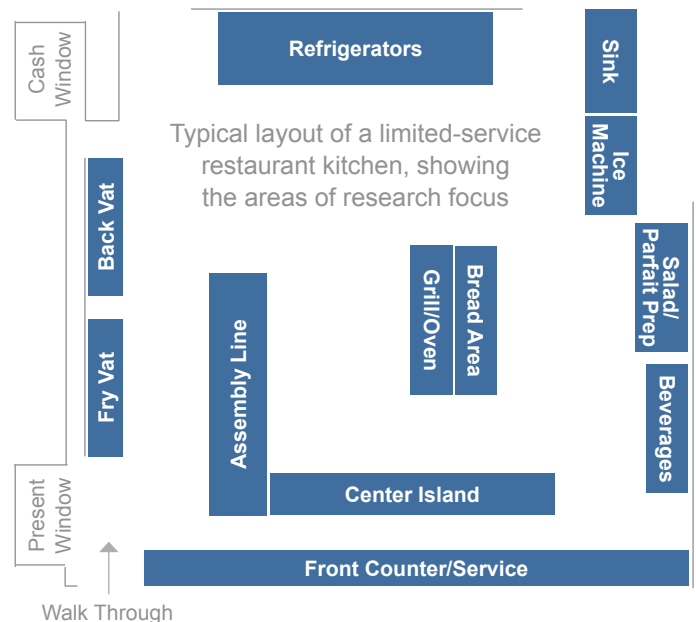 Cash
Window
Refrigerators
Sink
Typical layout of a limited-service
restaurant kitchen, showing
the areas of research focus
Ice
Machine
Back Vat
Salad/
Parfait Prep
Grill/Oven
Bread Area
Assembly Line
Fry Vat
Beverages
Center Island
Present
Window
Front Counter/Service
Walk Through